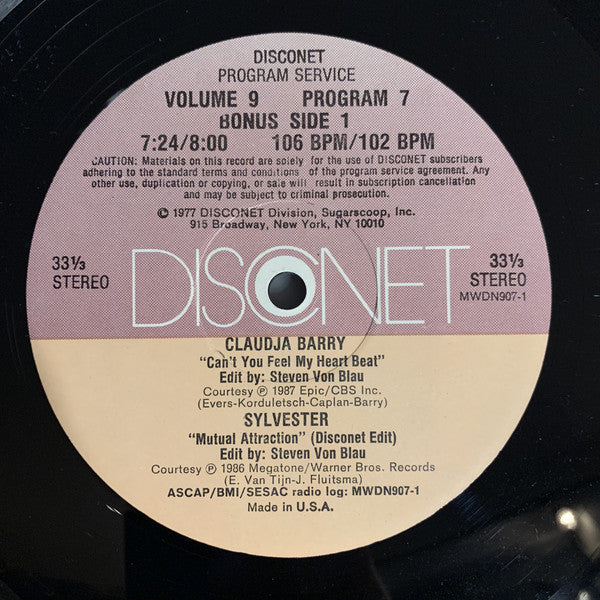 DISCONET
PROGRAM SERVICE
VOLUME 9 PROGRAM 7
BONUS SIDE 1
7:24/8:00 106 BPM/102 BPM
CAUTION: Materials on this record are solely for the use of DISCONET subscribers
adhering to the standard terms and conditions of the program service agreement. Any
other use, duplication or copying, or sale will result in subscription cancellation
and may be subject to criminal prosecution.
© 1977 DISCONET Division, Sugarscoop, Inc.
915 Broadway, New York, NY 10010
33⅓
STEREO
DISCONET
33⅓
STEREO
MWDN907-1
CLAUDJA BARRY
"Can't You Feel My Heart Beat"
Edit by: Steven Von Blau
Courtesy ℗ 1987 Epic/CBS Inc.
(Evers-Korduletsch-Caplan-Barry)
SYLVESTER
"Mutual Attraction" (Disconet Edit)
Edit by: Steven Von Blau
Courtesy ℗ 1986 Megatone/Warner Bros. Records
(E. Van Tijn-J. Fluitsma)
ASCAP/BMI/SESAC radio log: MWDN907-1
Made in U.S.A.